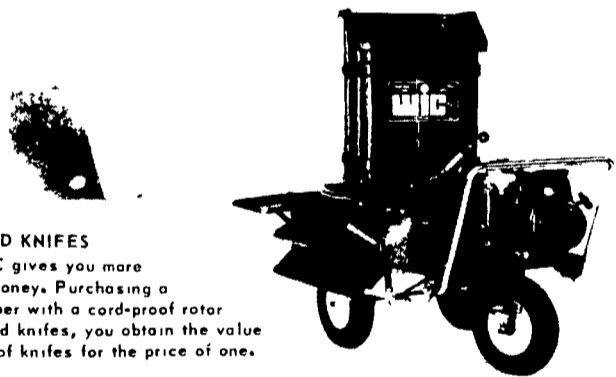 wic
D KNIFES
C gives you more
oney. Purchasing a
er with a cord-proof rotor
d knifes, you obtain the value
of knifes for the price of one.